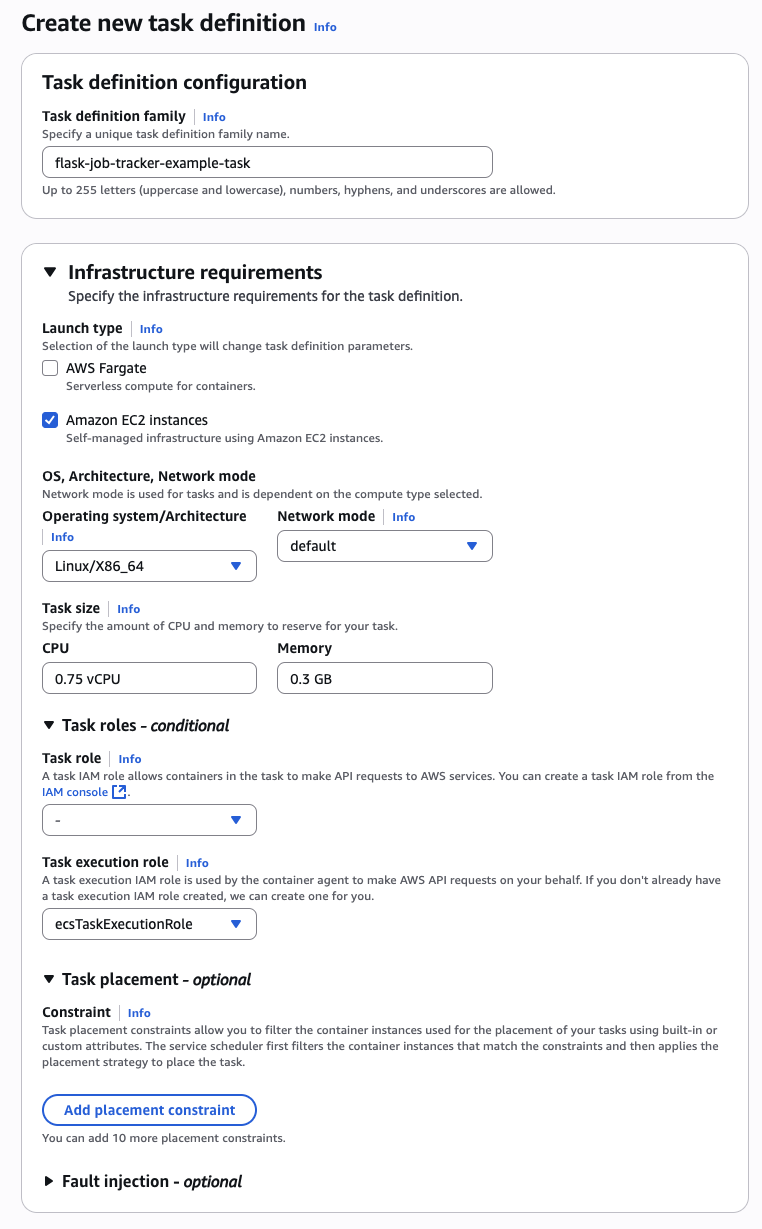 Create new task definition Info
Task definition configuration
Task definition family Info
Specify a unique task definition family name.
flask-job-tracker-example-task
Up to 255 letters (uppercase and lowercase), numbers, hyphens, and underscores are allowed.
Infrastructure requirements
Specify the infrastructure requirements for the task definition.
Launch type Info
Selection of the launch type will change task definition parameters.
AWS Fargate
Serverless compute for containers.
Amazon EC2 instances
Self-managed infrastructure using Amazon EC2 instances.
OS, Architecture, Network mode
Network mode is used for tasks and is dependent on the compute type selected.
Operating system/Architecture
Info
Linux/X86_64
Network mode Info
default
Task size Info
Specify the amount of CPU and memory to reserve for your task.
CPU
0.75 vCPU
Memory
0.3 GB
Task roles - conditional
Task role Info
A task IAM role allows containers in the task to make API requests to AWS services. You can create a task IAM role from the
IAM console.
-
Task execution role Info
A task execution IAM role is used by the container agent to make AWS API requests on your behalf. If you don't already have
a task execution IAM role created, we can create one for you.
ecsTaskExecutionRole
Task placement - optional
Constraint Info
Task placement constraints allow you to filter the container instances used for the placement of your tasks using built-in or
custom attributes. The service scheduler first filters the container instances that match the constraints and then applies the
placement strategy to place the task.
Add placement constraint
You can add 10 more placement constraints.
Fault injection - optional